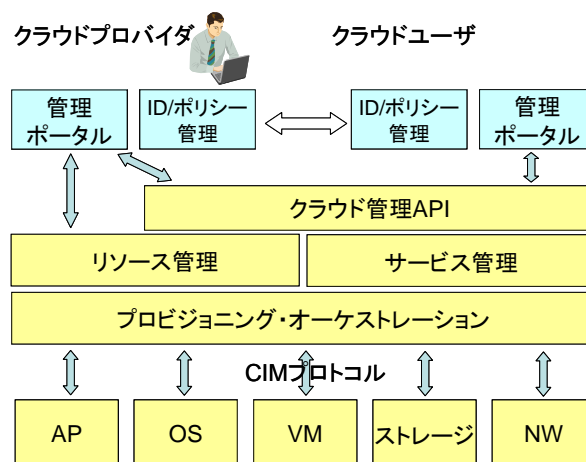 クラウドプロバイダ
クラウドユーザ
管理
ポータル
ID/ポリシー
管理
ID/ポリシー
管理
管理
ポータル
クラウド管理API
リソース管理
サービス管理
プロビジョニング・オーケストレーション
CIMプロトコル
AP
OS
VM
ストレージ
NW